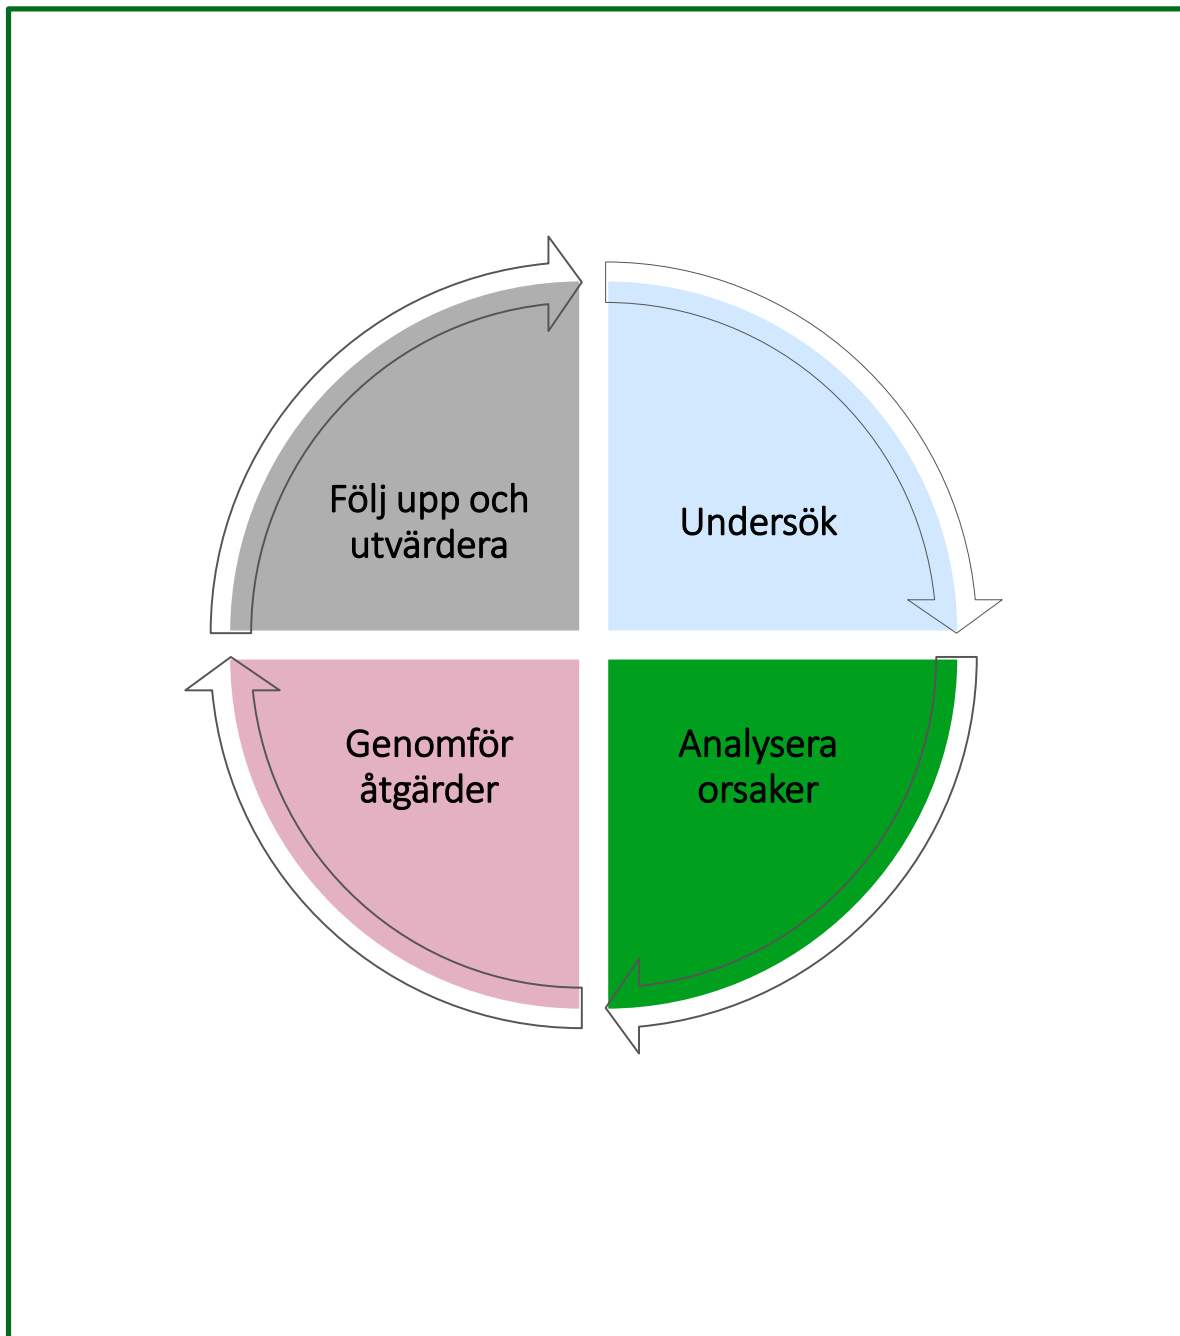 Följ upp och
utvärdera
Undersök
Genomför
åtgärder
Analysera
orsaker